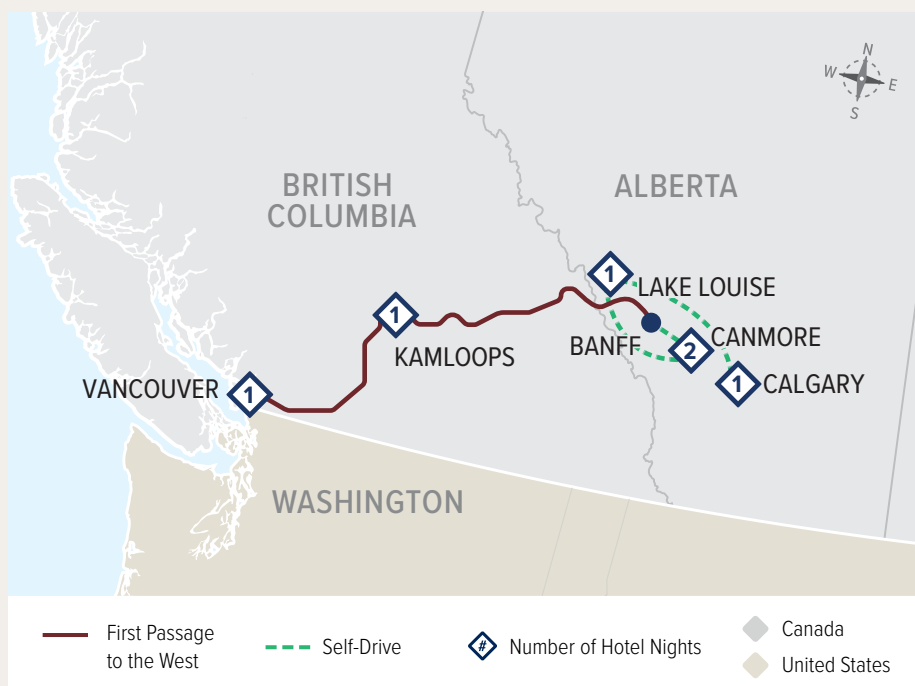 N
W
E
S
BRITISH
COLUMBIA
ALBERTA
1
LAKE LOUISE
1
KAMLOOPS
BANFF
2
CANMORE
VANCOUVER
1
1
CALGARY
WASHINGTON
First Passage
to the West
Self-Drive
#
Number of Hotel Nights
Canada
United States